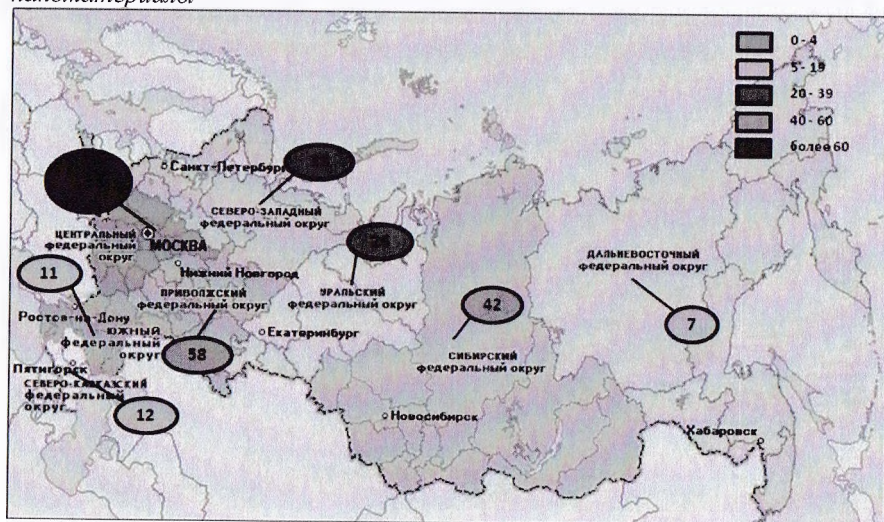 наноматериалы
0 - 4
5 - 19
20 - 39
40 - 60
более 60
Санкт-Петербург
СЕВЕРО-ЗАПАДНЫЙ
федеральный округ
ЦЕНТРАЛЬНЫЙ
федеральный
округ
МОСКВА
11
Нижний Новгород
ПРИВОЛЖСКИЙ
федеральный округ
УРАЛЬСКИЙ
федеральный округ
ДАЛЬНЕВОСТОЧНЫЙ
федеральный округ
42
7
Ростов-на-Дону
ЮЖНЫЙ
федеральный
округ
Екатеринбург
58
СИБИРСКИЙ
федеральный округ
Пятигорск
СЕВЕРО-КАВКАЗСКИЙ
федеральный
округ
12
Новосибирск
Хабаровск